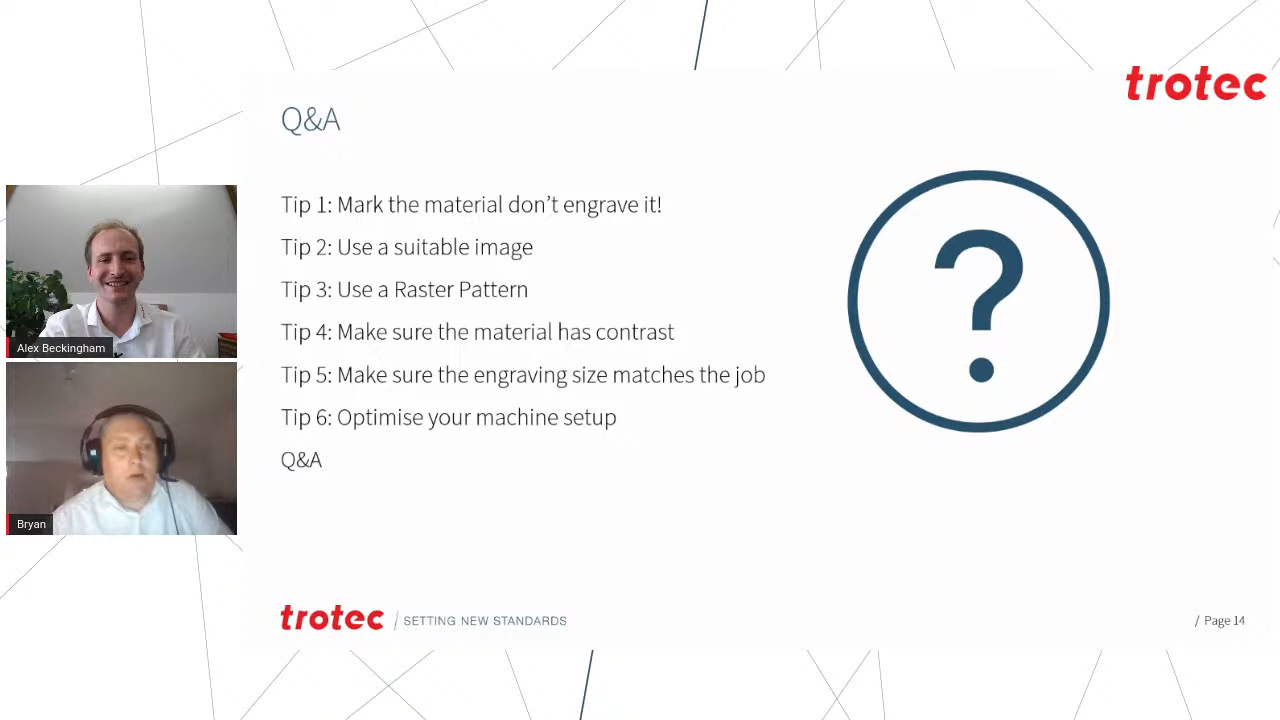 trotec
Q&A
Tip 1: Mark the material don’t engrave it!
Tip 2: Use a suitable image
Tip 3: Use a Raster Pattern
Tip 4: Make sure the material has contrast
Tip 5: Make sure the engraving size matches the job
Tip 6: Optimise your machine setup
Q&A
?
Alex Beckingham
Bryan
trotec / SETTING NEW STANDARDS
/ Page 14